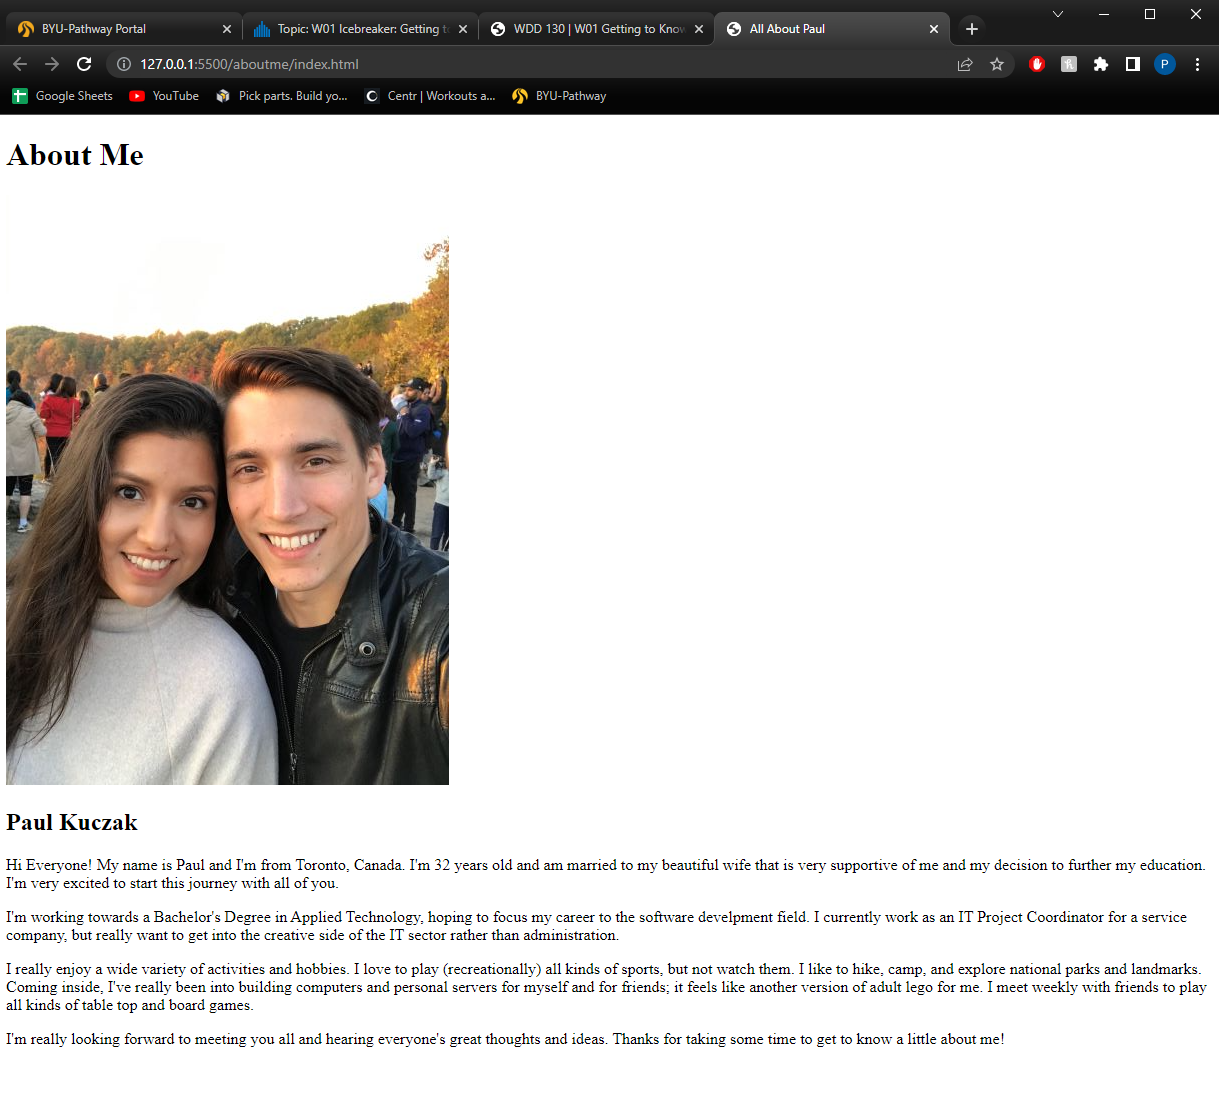 BYU-Pathway Portal
Topic: W01 Icebreaker: Getting t
WDD 130 | W01 Getting to Kno
All About Paul
127.0.0.1:5500/aboutme/index.html
P
Google Sheets
YouTube
Pick parts. Build yo...
Centr | Workouts a...
BYU-Pathway
About Me
Paul Kuczak
Hi Everyone! My name is Paul and I'm from Toronto, Canada. I'm 32 years old and am married to my beautiful wife that is very supportive of me and my decision to further my education.
I'm very excited to start this journey with all of you.
I'm working towards a Bachelor's Degree in Applied Technology, hoping to focus my career to the software develpment field. I currently work as an IT Project Coordinator for a service
company, but really want to get into the creative side of the IT sector rather than administration.
I really enjoy a wide variety of activities and hobbies. I love to play (recreationally) all kinds of sports, but not watch them. I like to hike, camp, and explore national parks and landmarks.
Coming inside, I've really been into building computers and personal servers for myself and for friends; it feels like another version of adult lego for me. I meet weekly with friends to play
all kinds of table top and board games.
I'm really looking forward to meeting you all and hearing everyone's great thoughts and ideas. Thanks for taking some time to get to know a little about me!